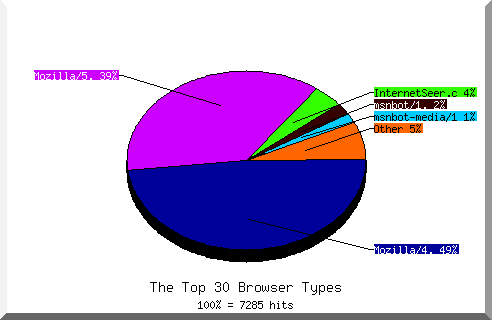 Mozilla/5. 39%
InternetSeer.c 4%
msnbot/1. 2%
msnbot-media/1 1%
Other 5%
Mozilla/4. 49%
The Top 30 Browser Types
100% = 7285 hits